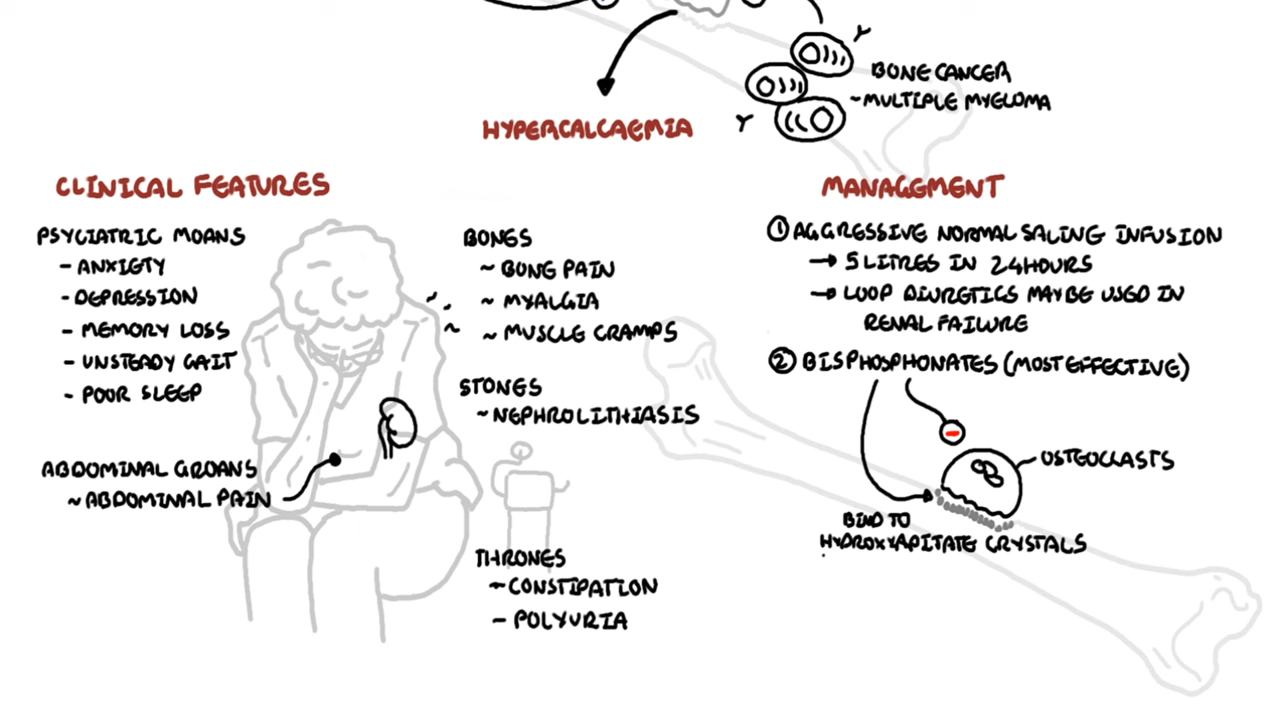 BONE CANCER
~MULTIPLE MYELOMA
Y
Y
HYPERCALCAEMIA
CLINICAL FEATURES
PSYCIATRIC MOANS
- ANXIETY
- DEPRESSION
- MEMORY LOSS
- UNSTEADY GAIT
- POOR SLEEP
ABDOMINAL GROANS
~ ABDOMINAL PAIN
BONES
~ BONE PAIN
~ MYALGIA
~ MUSCLE CRAMPS
STONES
~ NEPHROLITHIASIS
THRONES
~ CONSTIPATION
- POLYURIA
MANAGEMENT
① AGGRESSIVE NORMAL SALINE INFUSION
→ 5 LITRES IN 24 HOURS
→ LOOP DIURETICS MAY BE USED IN
RENAL FAILURE
② BISPHOSPHONATES (MOST EFFECTIVE)
OSTEOCLASTS
BIND TO
HYDROXYAPITATE CRYSTALS